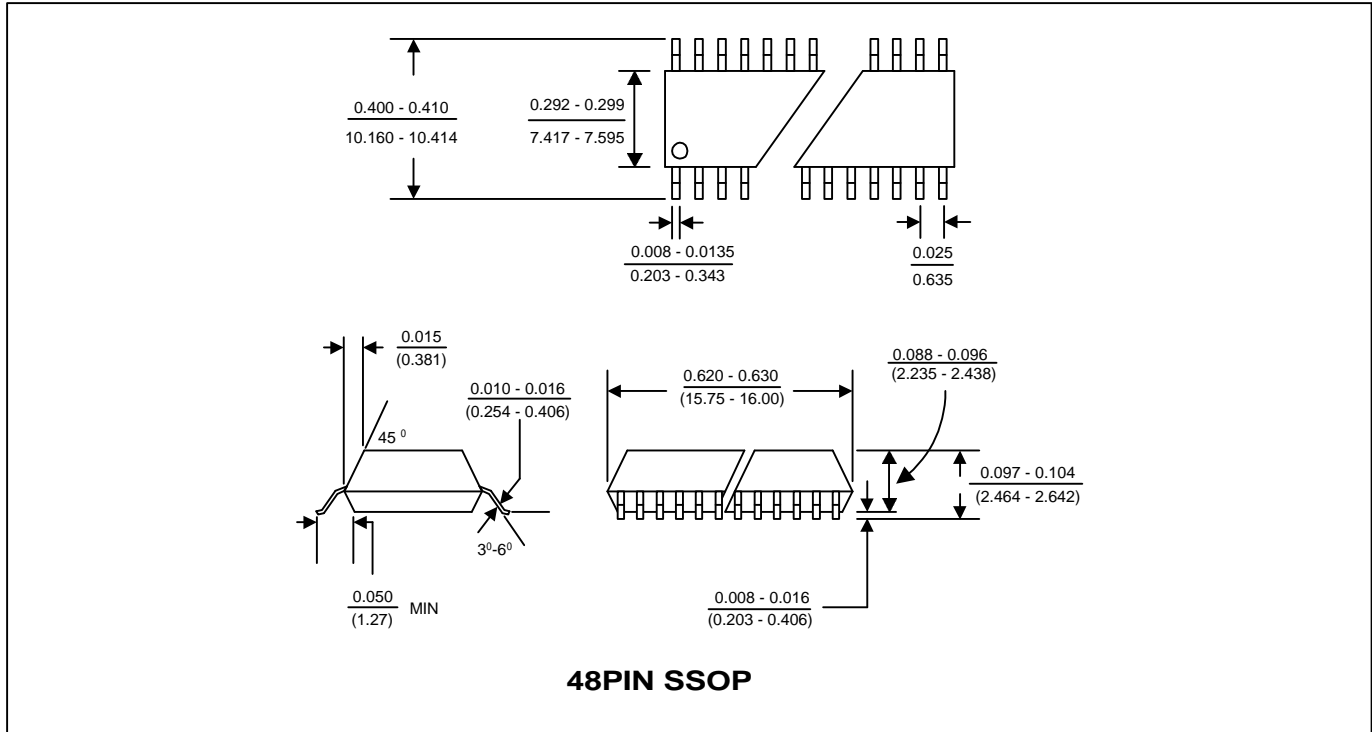 0.400 - 0.410
10.160 - 10.414
0.292 - 0.299
7.417 - 7.595
0.008 - 0.0135
0.203 - 0.343
0.025
0.635
0.015
(0.381)
45 0
0.010 - 0.016
(0.254 - 0.406)
30-60
0.050
(1.27) MIN
0.620 - 0.630
(15.75 - 16.00)
0.088 - 0.096
(2.235 - 2.438)
0.097 - 0.104
(2.464 - 2.642)
0.008 - 0.016
(0.203 - 0.406)
48PIN SSOP